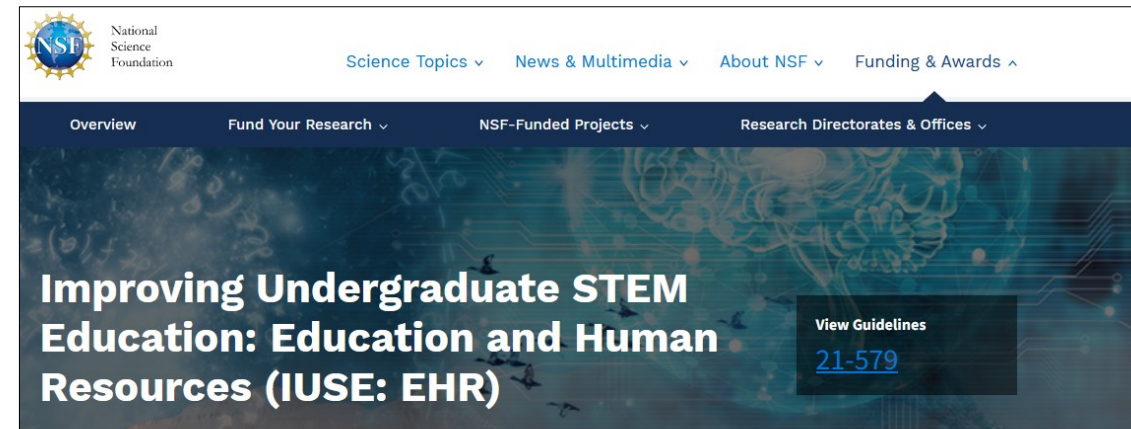 NSF
National
Science
Foundation
Science Topics News & Multimedia About NSF Funding & Awards
Overview Fund Your Research NSF-Funded Projects Research Directorates & Offices
Improving Undergraduate STEM
Education: Education and Human
Resources (IUSE: EHR)
View Guidelines
21-579